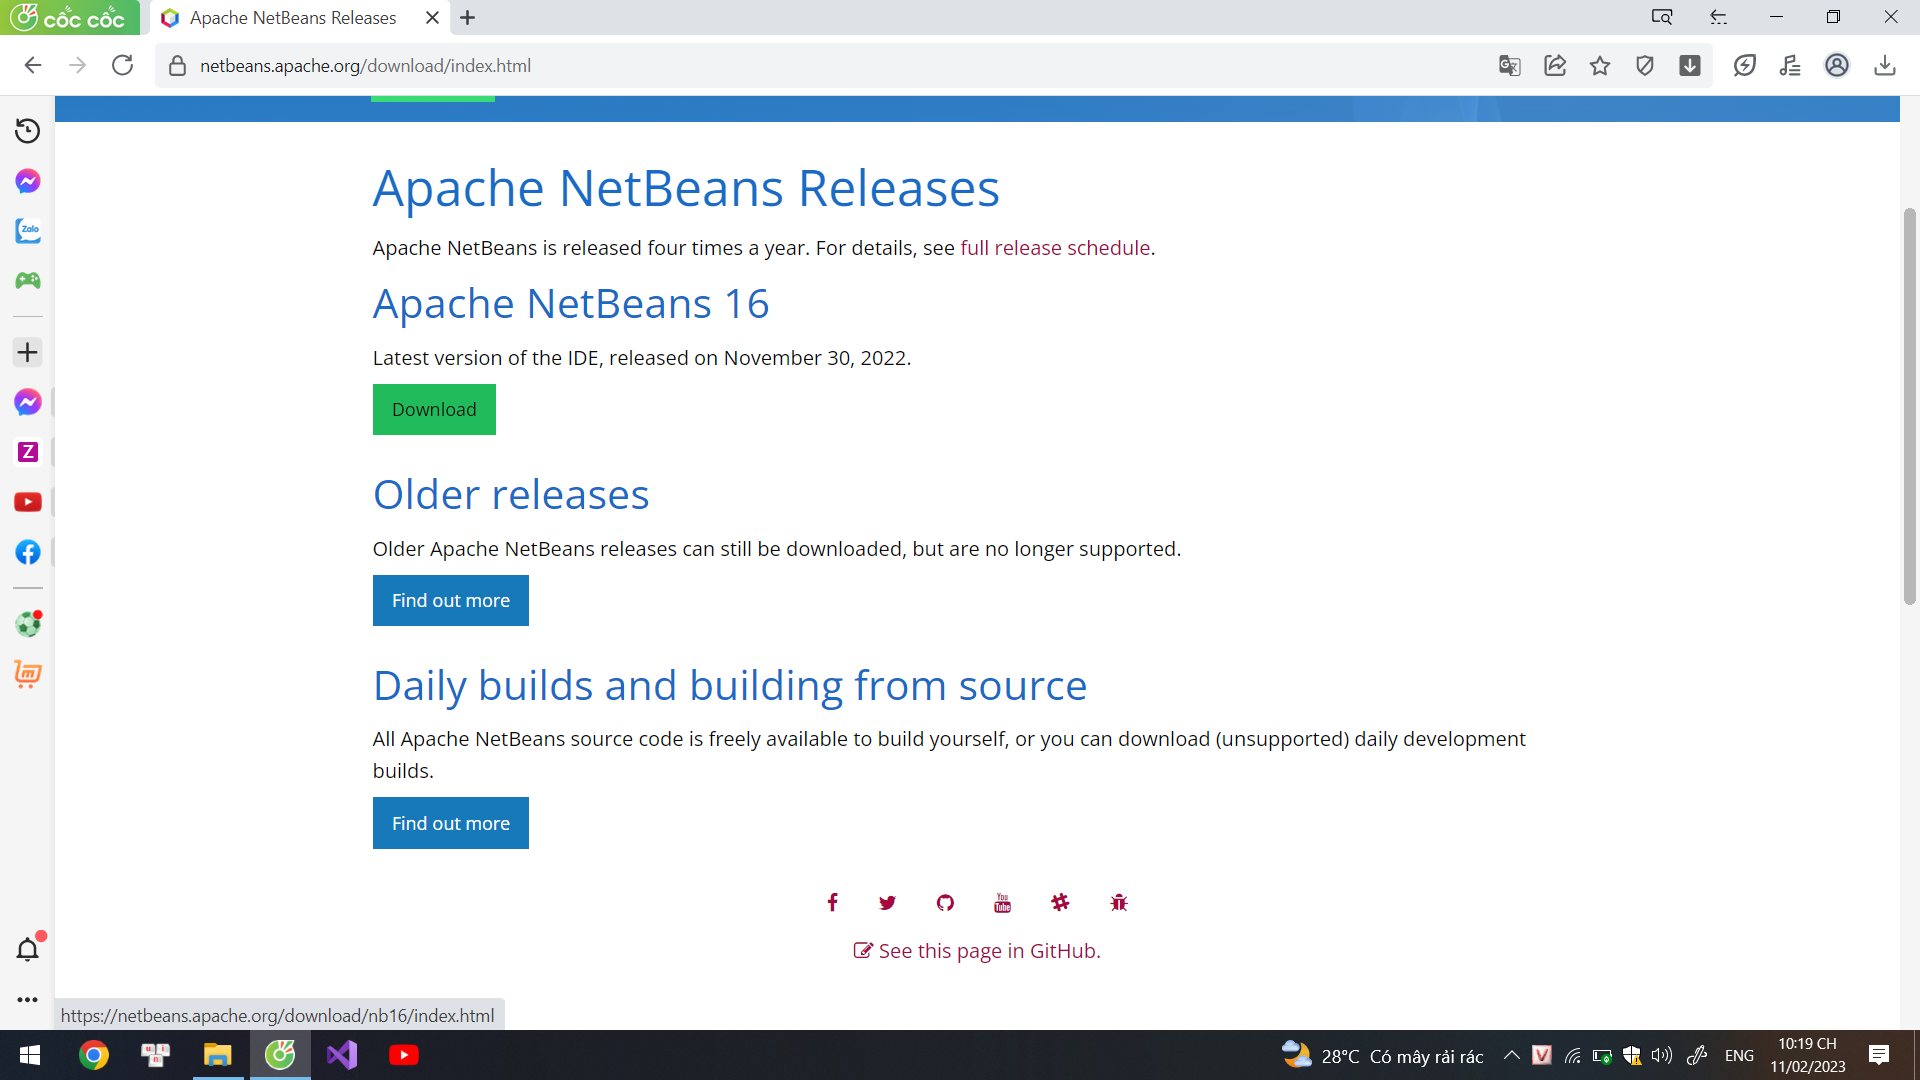 cốc cốc
Apache NetBeans Releases
netbeans.apache.org/download/index.html
Zalo
Apache NetBeans Releases
Apache NetBeans is released four times a year. For details, see full release schedule.
Apache NetBeans 16
Latest version of the IDE, released on November 30, 2022.
Download
Older releases
Older Apache NetBeans releases can still be downloaded, but are no longer supported.
Find out more
Z
Daily builds and building from source
All Apache NetBeans source code is freely available to build yourself, or you can download (unsupported) daily development
builds.
Find out more
You
Tube
See this page in GitHub.
https://netbeans.apache.org/download/nb16/index.html
28°C Có mây rải rác
V
ENG
10:19 CH
11/02/2023